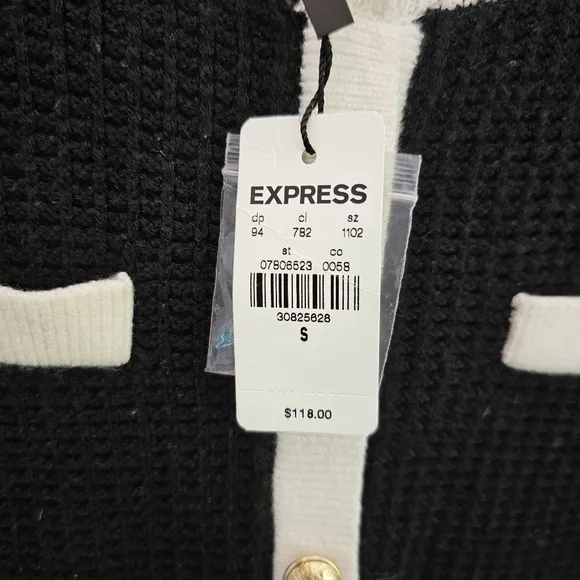 EXPRESS
dp cl sz
94 782 1102
st co
07806523 0058
30825628
S
$118.00